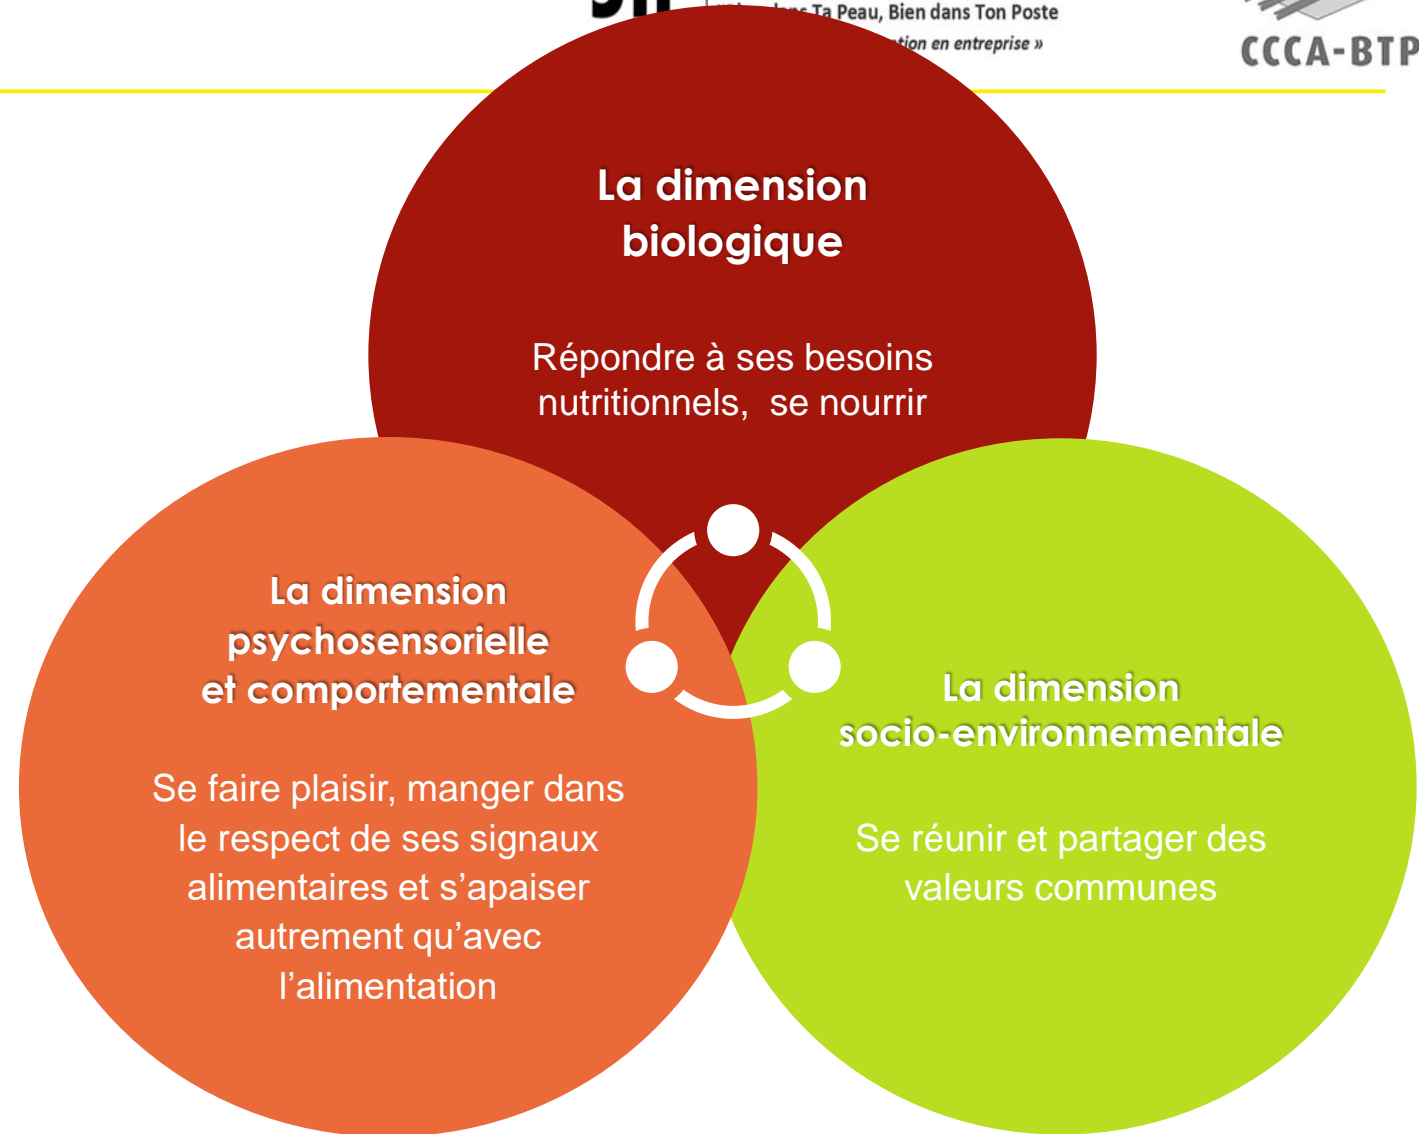 Ta Peau, Bien dans Ton Poste
en entreprise »
CCCA-BTP
La dimension
biologique
Répondre à ses besoins
nutritionnels, se nourrir
La dimension
psychosensorielle
et comportementale
Se faire plaisir, manger dans
le respect de ses signaux
alimentaires et s’apaiser
autrement qu’avec
l’alimentation
La dimension
socio-environnementale
Se réunir et partager des
valeurs communes